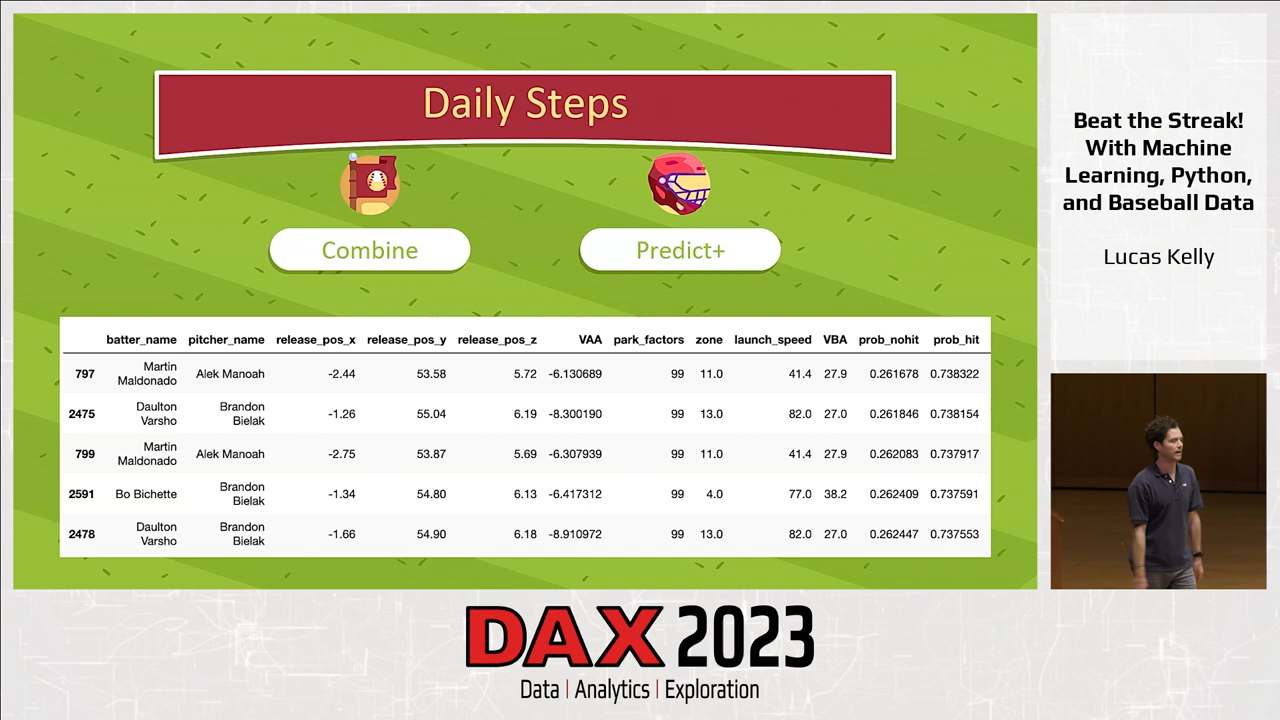 Daily Steps
Combine
Predict+
batter_name pitcher_name release_pos_x release_pos_y release_pos_z VAA park_factors zone launch_speed VBA prob_nohit prob_hit
797 Martin Maldonado Alek Manoah -2.44 53.58 5.72 -6.130689 99 11.0 41.4 27.9 0.261678 0.738322
2475 Daulton Varsho Brandon Bielak -1.26 55.04 6.19 -8.300190 99 13.0 82.0 27.0 0.261846 0.738154
799 Martin Maldonado Alek Manoah -2.75 53.87 5.69 -6.307939 99 11.0 41.4 27.9 0.262083 0.737917
2591 Bo Bichette Brandon Bielak -1.34 54.80 6.13 -6.417312 99 4.0 77.0 38.2 0.262409 0.737591
2478 Daulton Varsho Brandon Bielak -1.66 54.90 6.18 -8.910972 99 13.0 82.0 27.0 0.262447 0.737553
Beat the Streak!
With Machine
Learning, Python,
and Baseball Data
Lucas Kelly
DAX 2023
Data | Analytics | Exploration